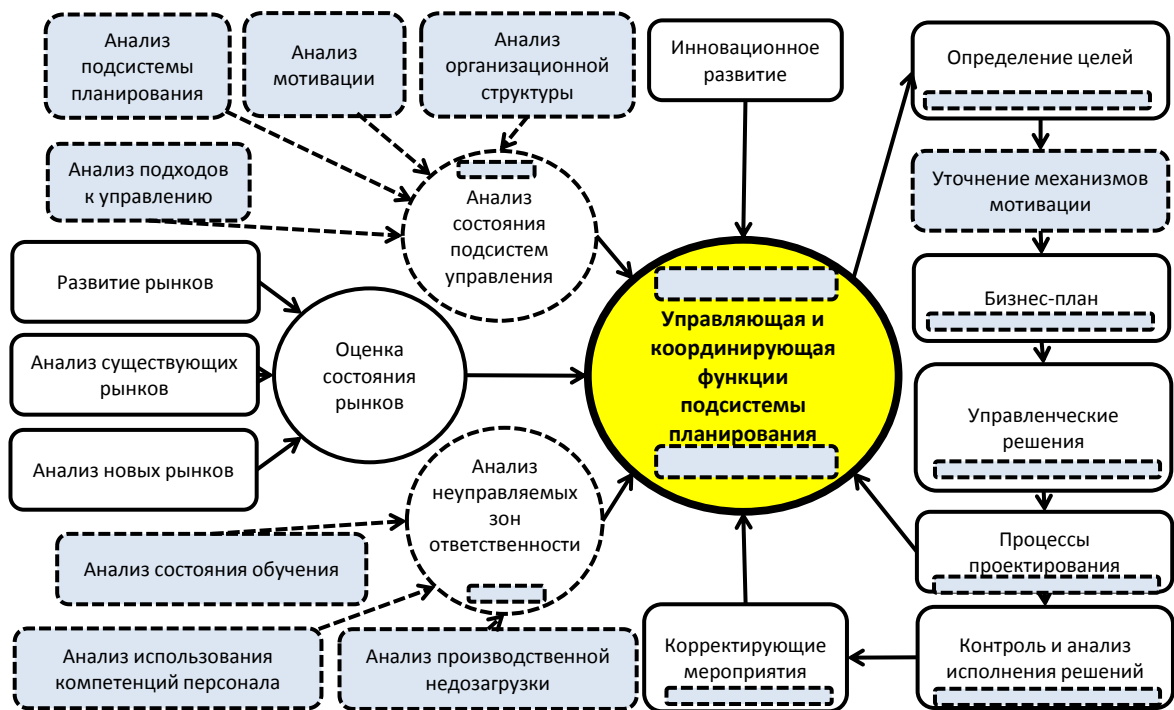 Анализ
подсистемы
планирования
Анализ
мотивации
Анализ
организационной
структуры
Инновационное
развитие
Определение целей
Анализ подходов
к управлению
Анализ
состояния
подсистем
управления
Уточнение механизмов
мотивации
Развитие рынков
Анализ существующих
рынков
Анализ новых рынков
Оценка
состояния
рынков
Управляющая и
координирующая
функции
подсистемы
планирования
Бизнес-план
Управленческие
решения
Анализ
неуправляемых
зон
ответственности
Процессы
проектирования
Анализ состояния обучения
Анализ использования
компетенций персонала
Анализ производственной
недозагрузки
Корректирующие
мероприятия
Контроль и анализ
исполнения решений